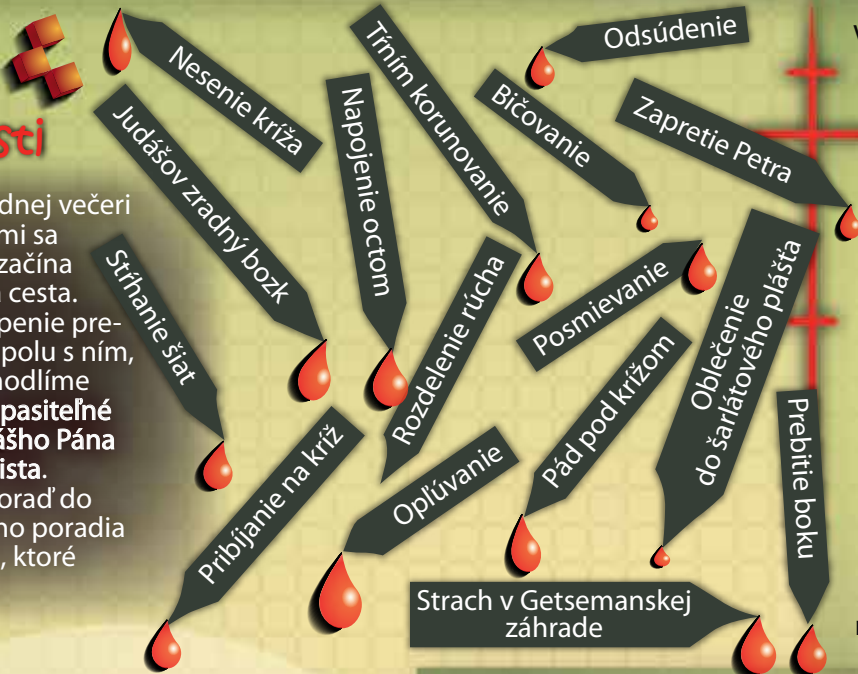 sti
dnej večeri
mi sa
začína
cesta.
penie pre-
polu s ním,
nodlíme
pasiteľné
ášho Pána
ista.
oraď do
ho poradia
, ktoré
Nesenie kríža
Judášov zradný bozk
Stŕhanie šiat
Napojenie octom
Tŕním korunovanie
Odsúdenie
Bičovanie
Zapretie Petra
Rozdelenie rúcha
Posmievanie
Oblečenie
do šarlátového plášťa
Pribíjanie na kríž
Opľúvanie
Pád pod krížom
Prebitie boku
Strach v Getsemanskej
záhrade